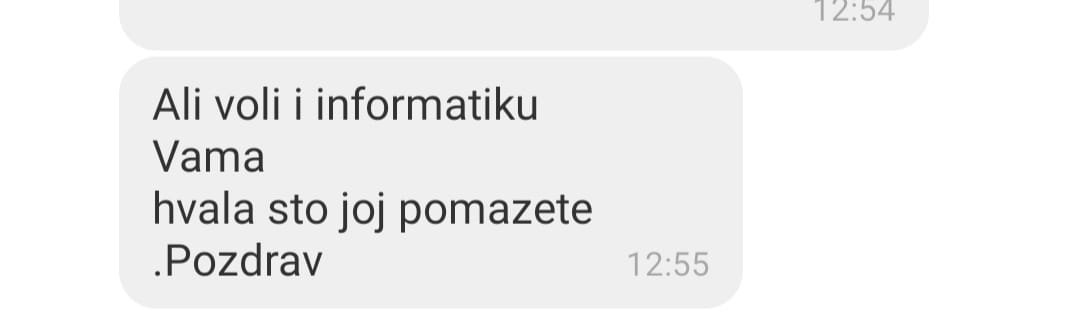 12:54
Ali voli i informatiku
Vama
hvala sto joj pomazete
.Pozdrav
12:55